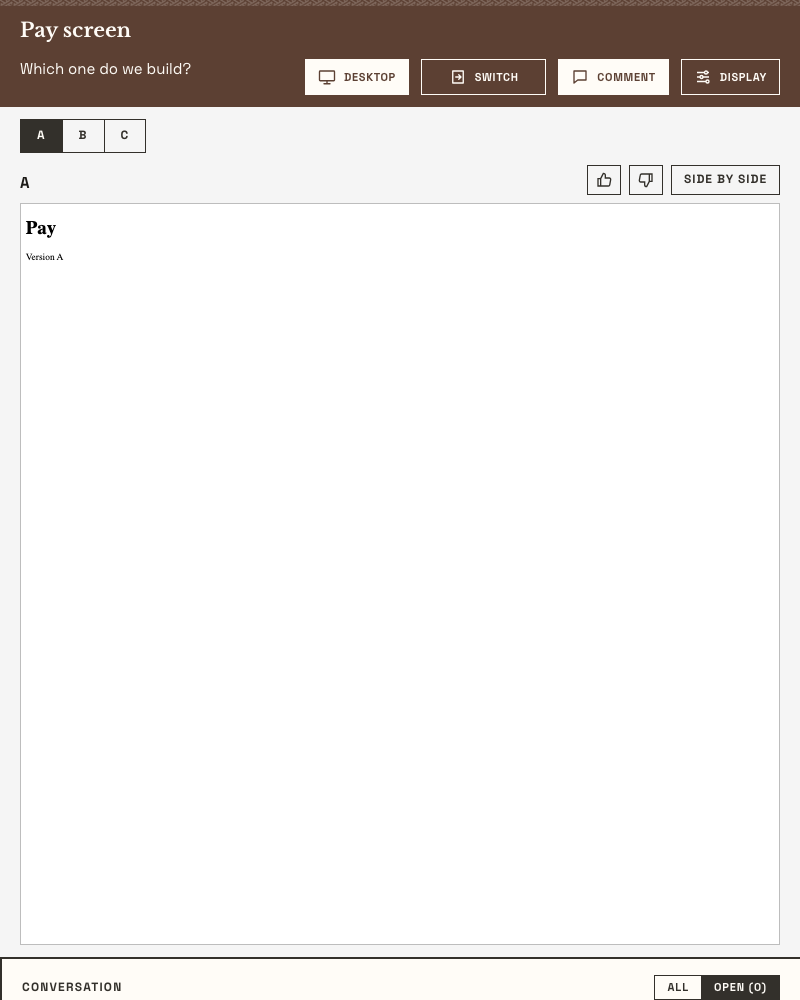 Pay screen
Which one do we build?
DESKTOP
SWITCH
COMMENT
DISPLAY
A
B
C
A
SIDE BY SIDE
Pay
Version A
CONVERSATION
ALL
OPEN (0)